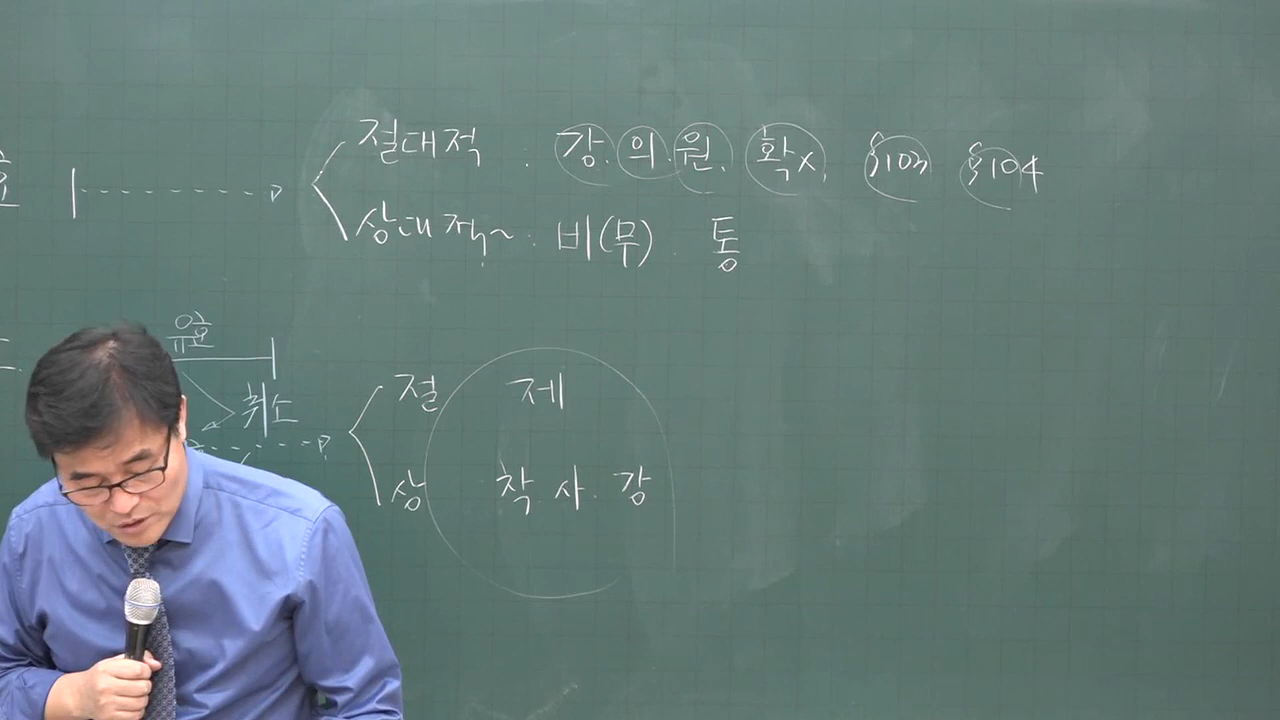 절대적 : 강. 의. 원. 확x, §103 §104
상대적~ : 비(무). 통
유효
취소
절 제
상 착. 사. 강